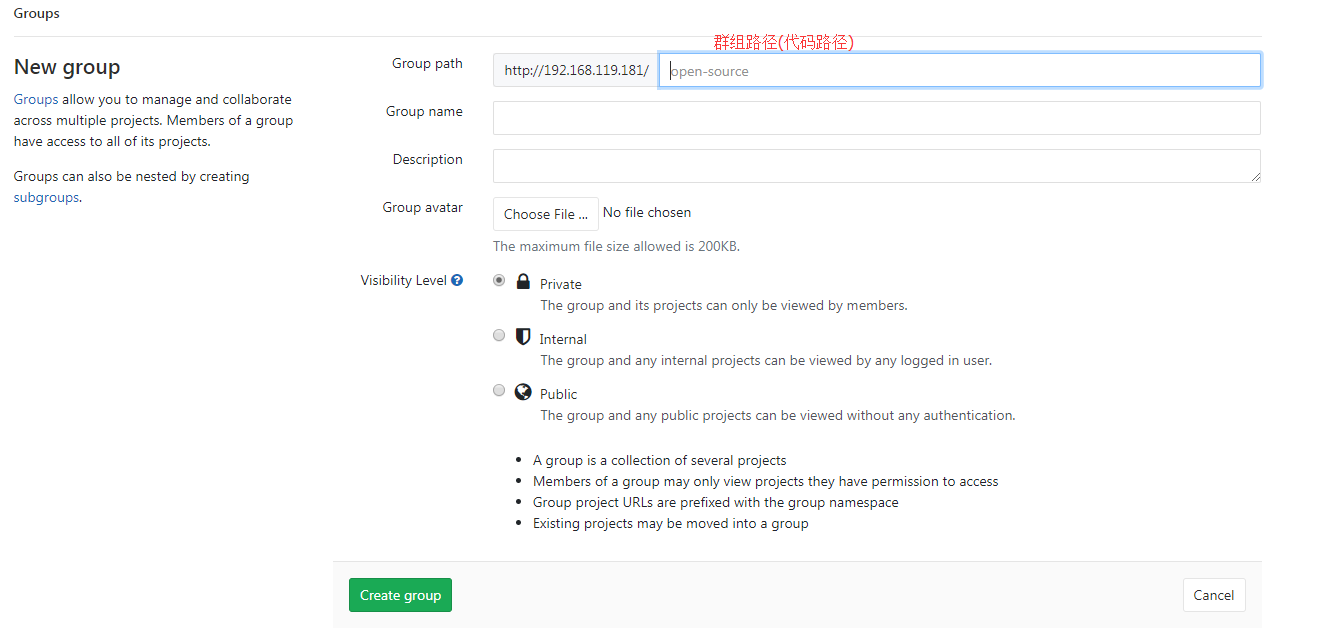 Groups
New group
Groups allow you to manage and collaborate
across multiple projects. Members of a group
have access to all of its projects.
Groups can also be nested by creating
subgroups.
群组路径(代码路径)
Group path
http://192.168.119.181/
open-source
Group name
Description
Group avatar
Choose File ...
No file chosen
The maximum file size allowed is 200KB.
Visibility Level
Private
The group and its projects can only be viewed by members.
Internal
The group and any internal projects can be viewed by any logged in user.
Public
The group and any public projects can be viewed without any authentication.
A group is a collection of several projects
Members of a group may only view projects they have permission to access
Group project URLs are prefixed with the group namespace
Existing projects may be moved into a group
Create group
Cancel